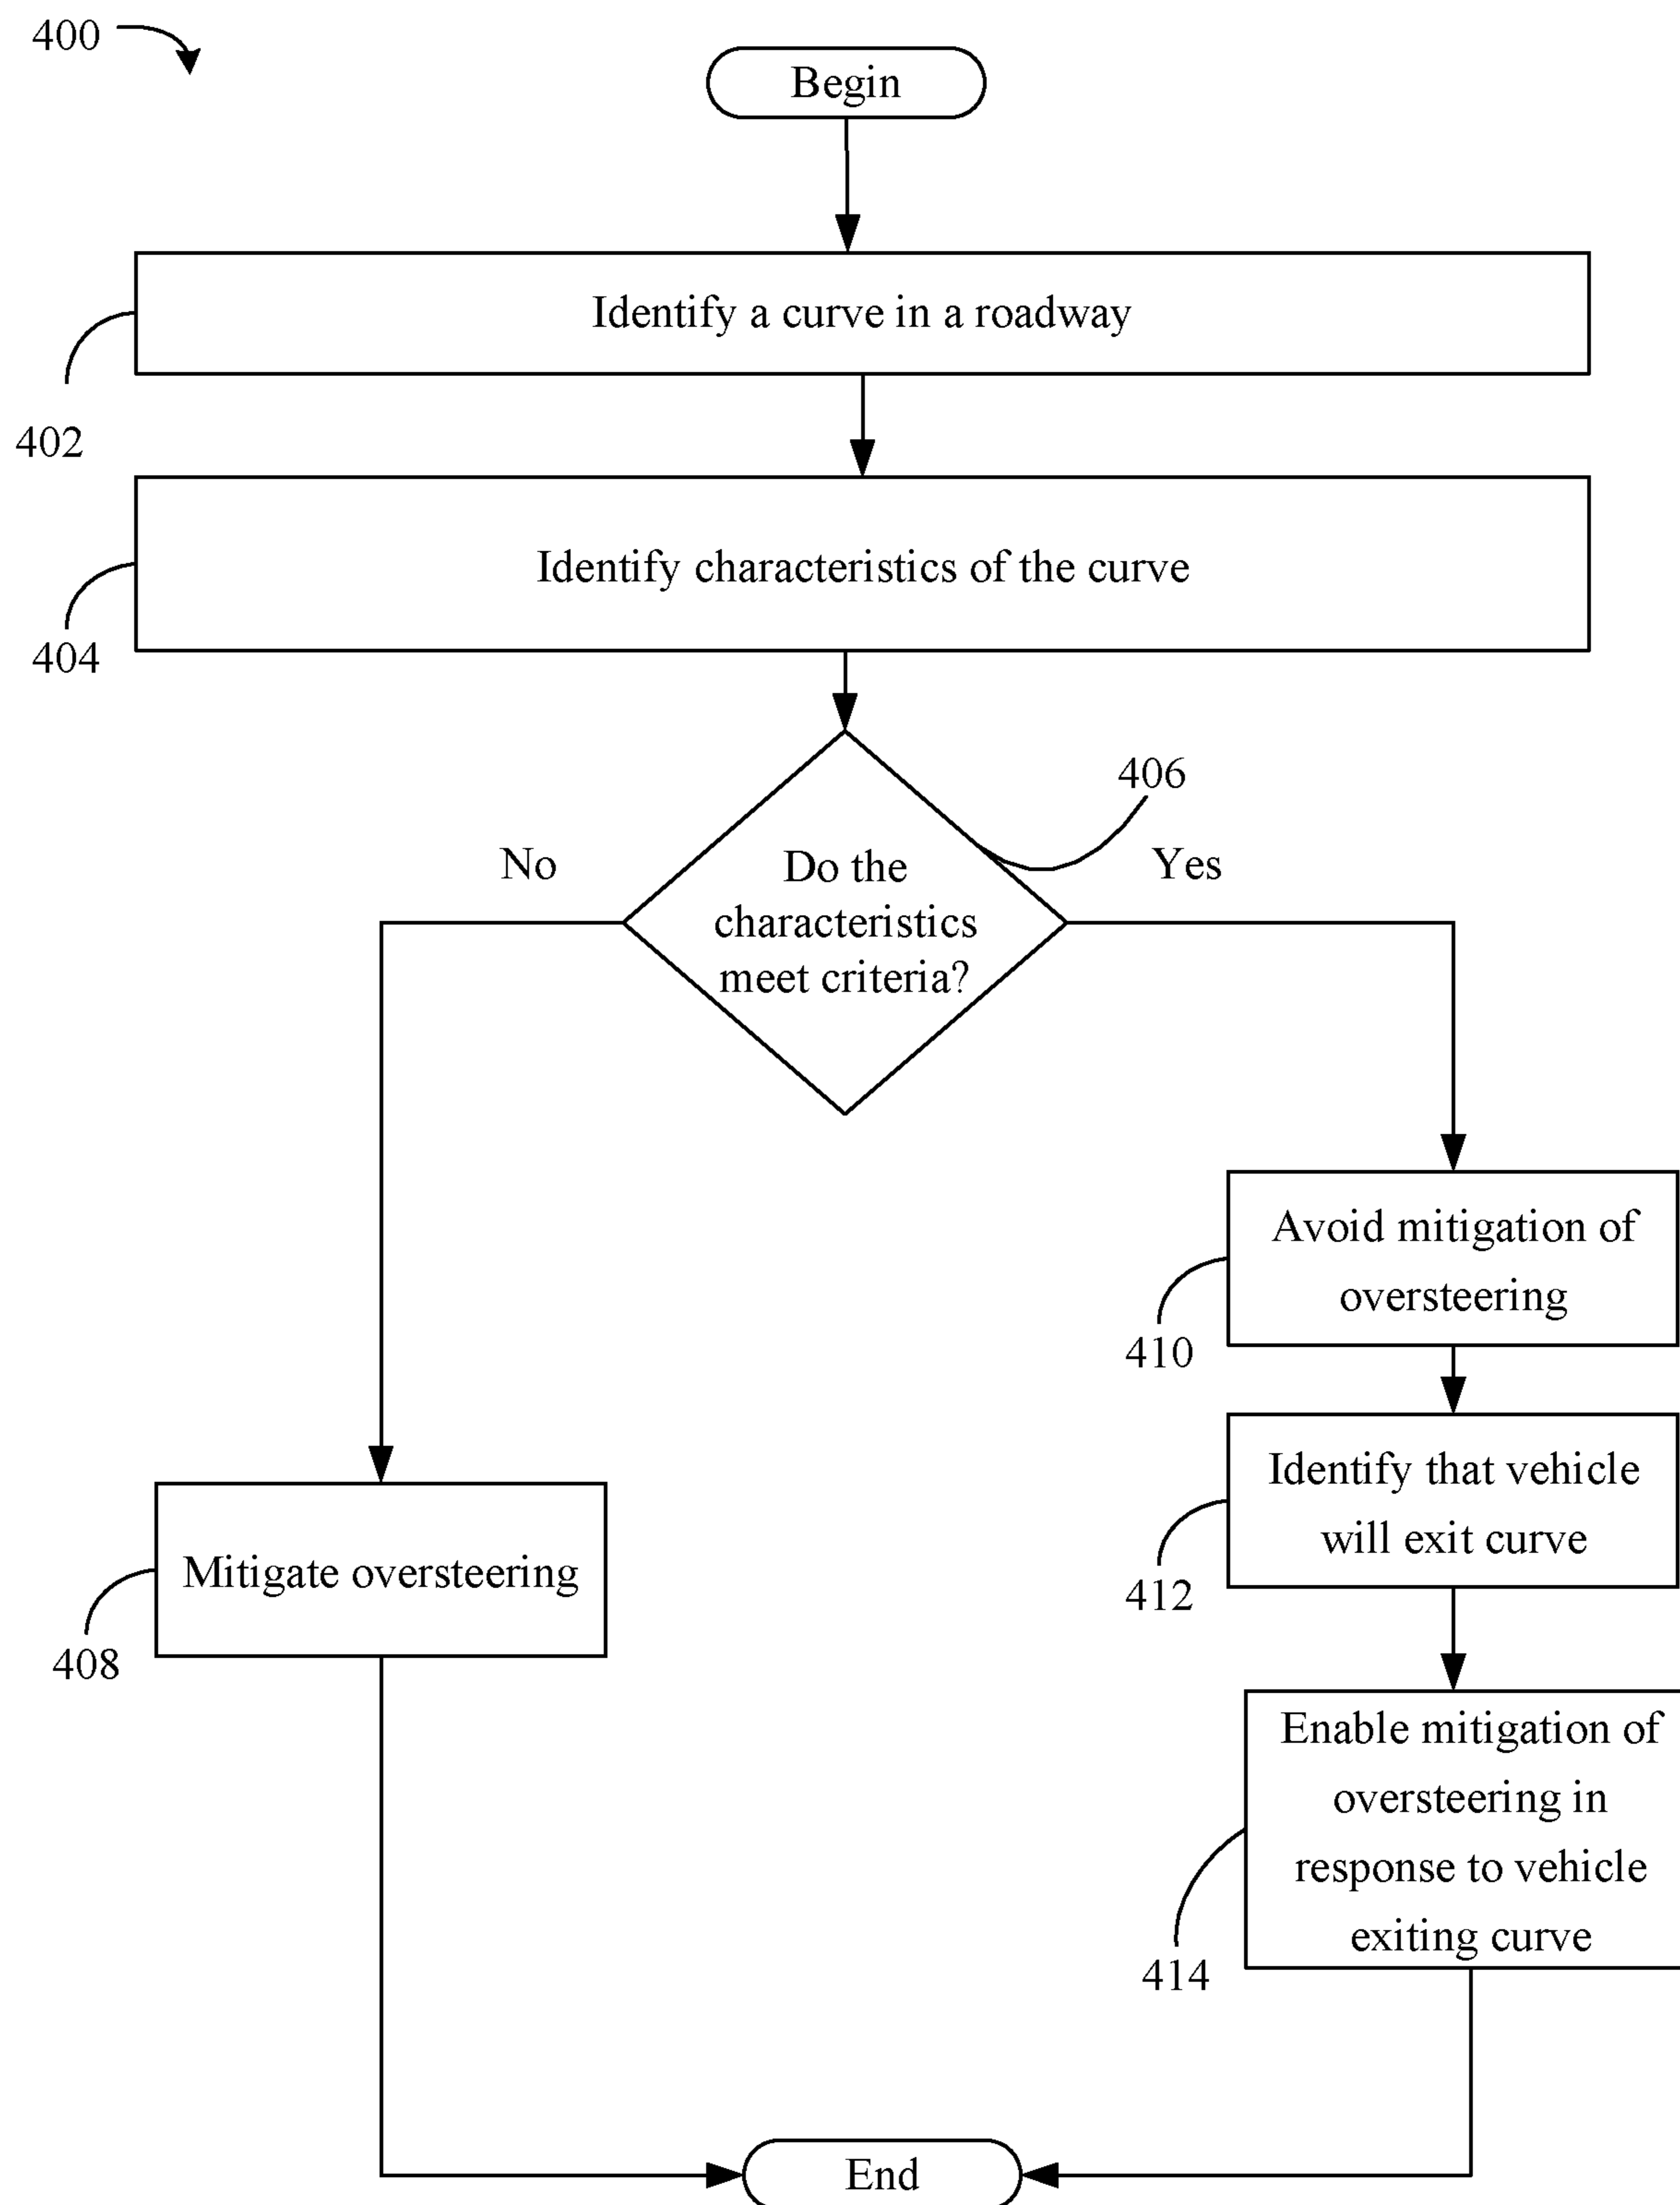 400
Begin
Identify a curve in a roadway
402
Identify characteristics of the curve
404
406
No
Yes
Do the
characteristics
meet criteria?
Avoid mitigation of
oversteering
410
Identify that vehicle
will exit curve
412
Mitigate oversteering
408
Enable mitigation of
oversteering in
response to vehicle
exiting curve
414
End